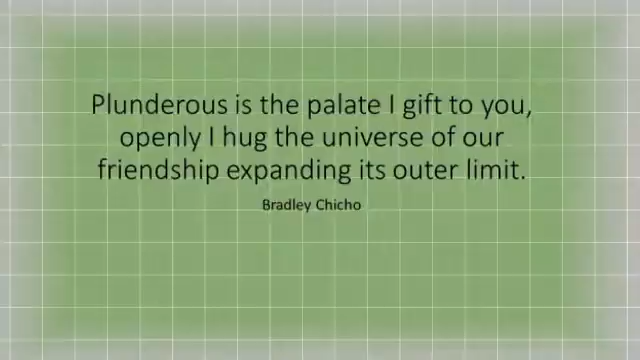 Plunderous is the palate I gift to you,
openly I hug the universe of our
friendship expanding its outer limit.
Bradley Chicho